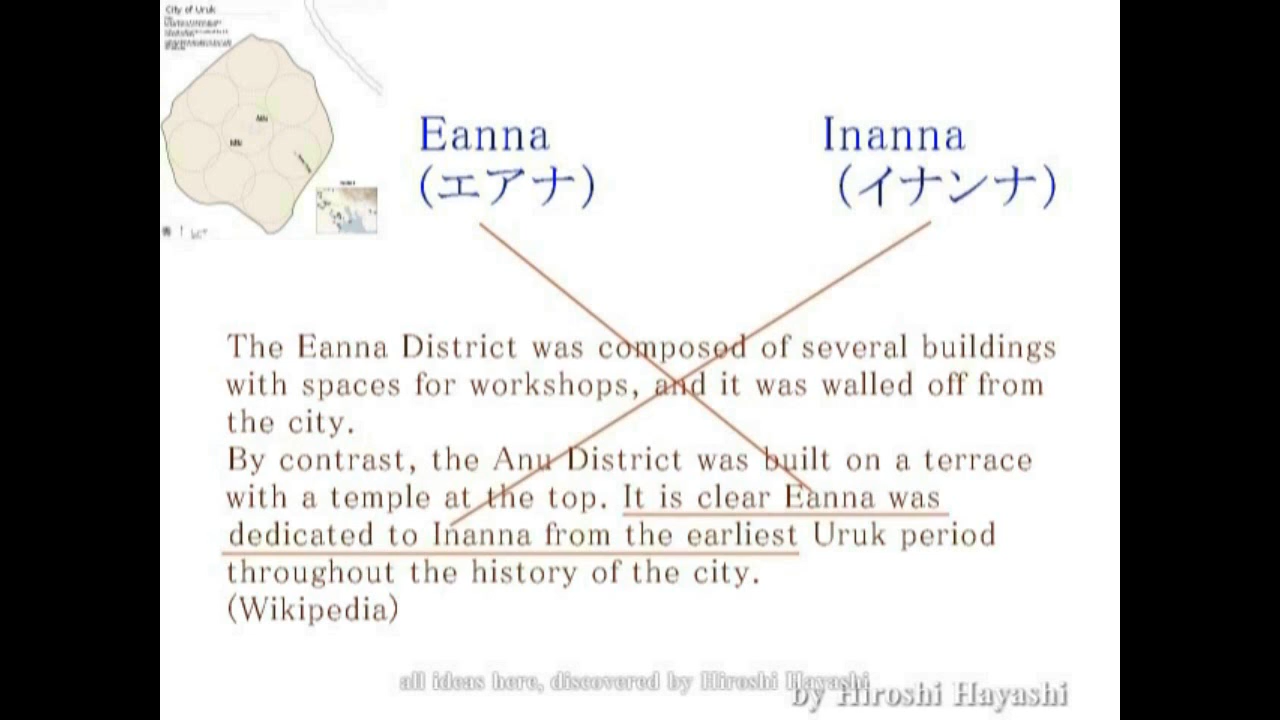 City of Uruk
Eanna
(エアナ)
Inanna
(イナンナ)
The Eanna District was composed of several buildings
with spaces for workshops, and it was walled off from
the city.
By contrast, the Anu District was built on a terrace
with a temple at the top. It is clear Eanna was
dedicated to Inanna from the earliest Uruk period
throughout the history of the city.
(Wikipedia)
all ideas here, discovered by Hiroshi Hayashi
by Hiroshi Hayashi